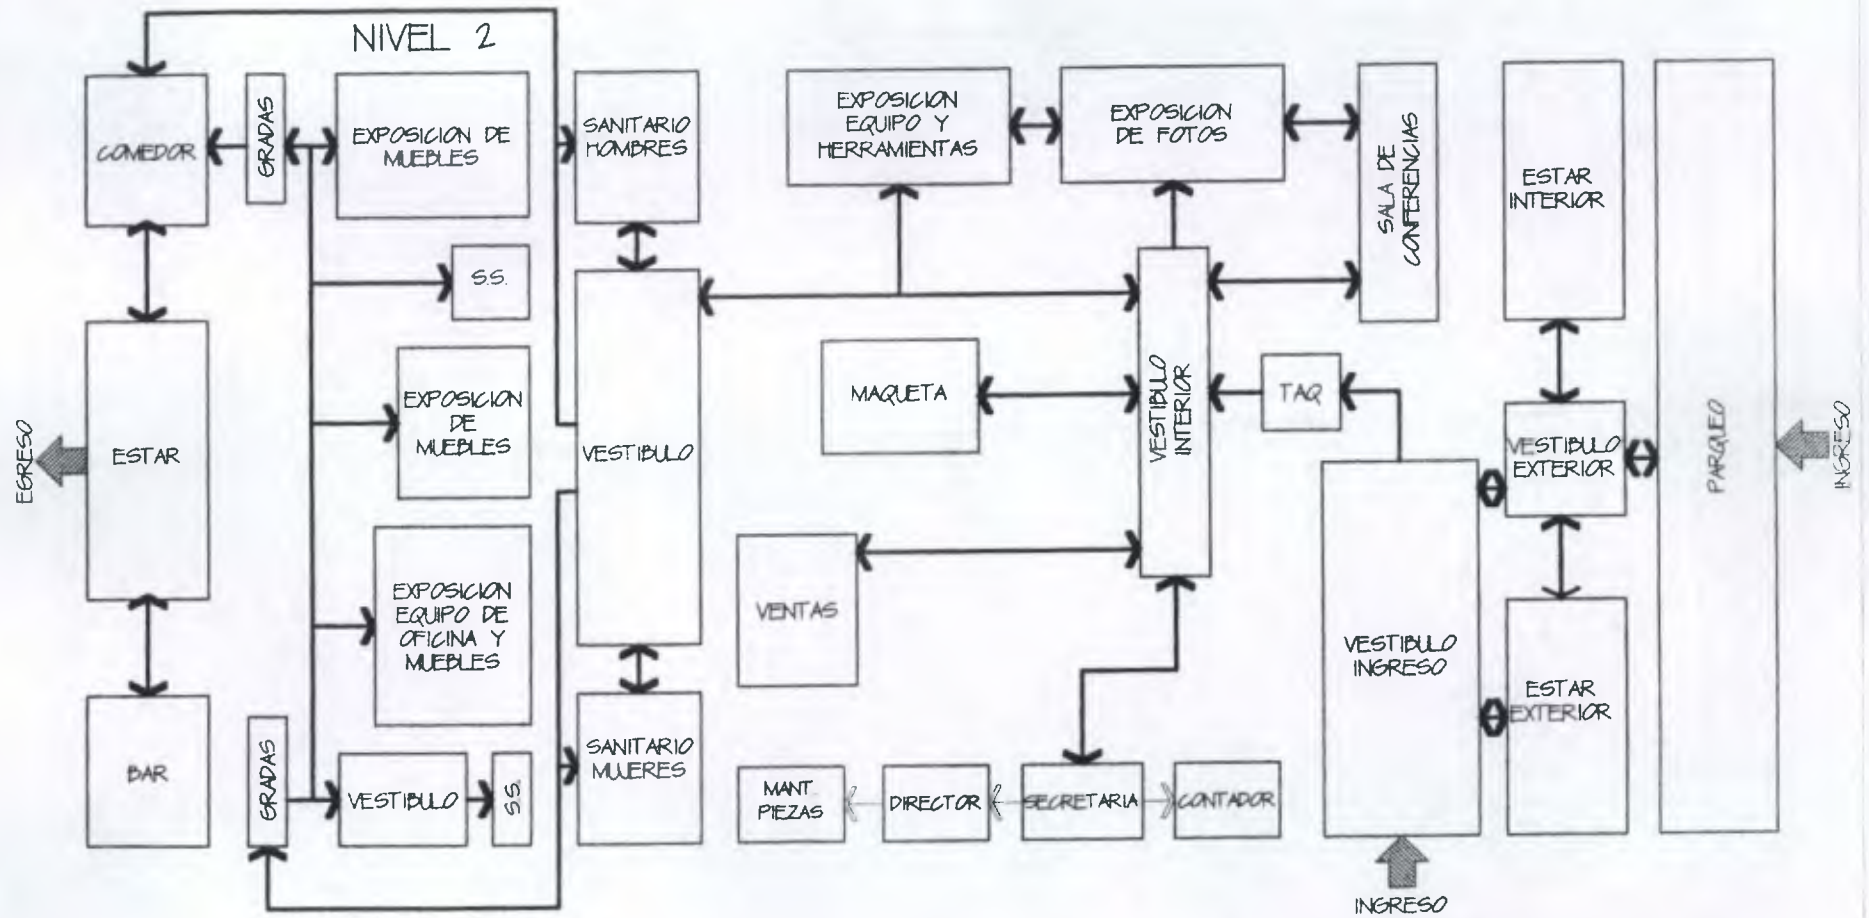 NIVEL 2
COMEDOR
GRADAS
EXPOSICION DE
MUEBLES
SANITARIO
HOMBRES
EXPOSICION
EQUIPO Y
HERRAMIENTAS
EXPOSICION
DE FOTOS
SALA DE
CONFERENCIAS
ESTAR
INTERIOR
S.S.
EXPOSICION
DE
MUEBLES
MAQUETA
VESTIBULO
INTERIOR
TAQ
EGRESO
ESTAR
VESTIBULO
VESTIBULO
EXTERIOR
PARQUEO
INGRESO
EXPOSICION
EQUIPO DE
OFICINA Y
MUEBLES
VENTAS
VESTIBULO
INGRESO
ESTAR
EXTERIOR
BAR
GRADAS
VESTIBULO
S.S.
SANITARIO
MUJERES
MANT.
PIEZAS
DIRECTOR
SECRETARIA
CONTADOR
INGRESO